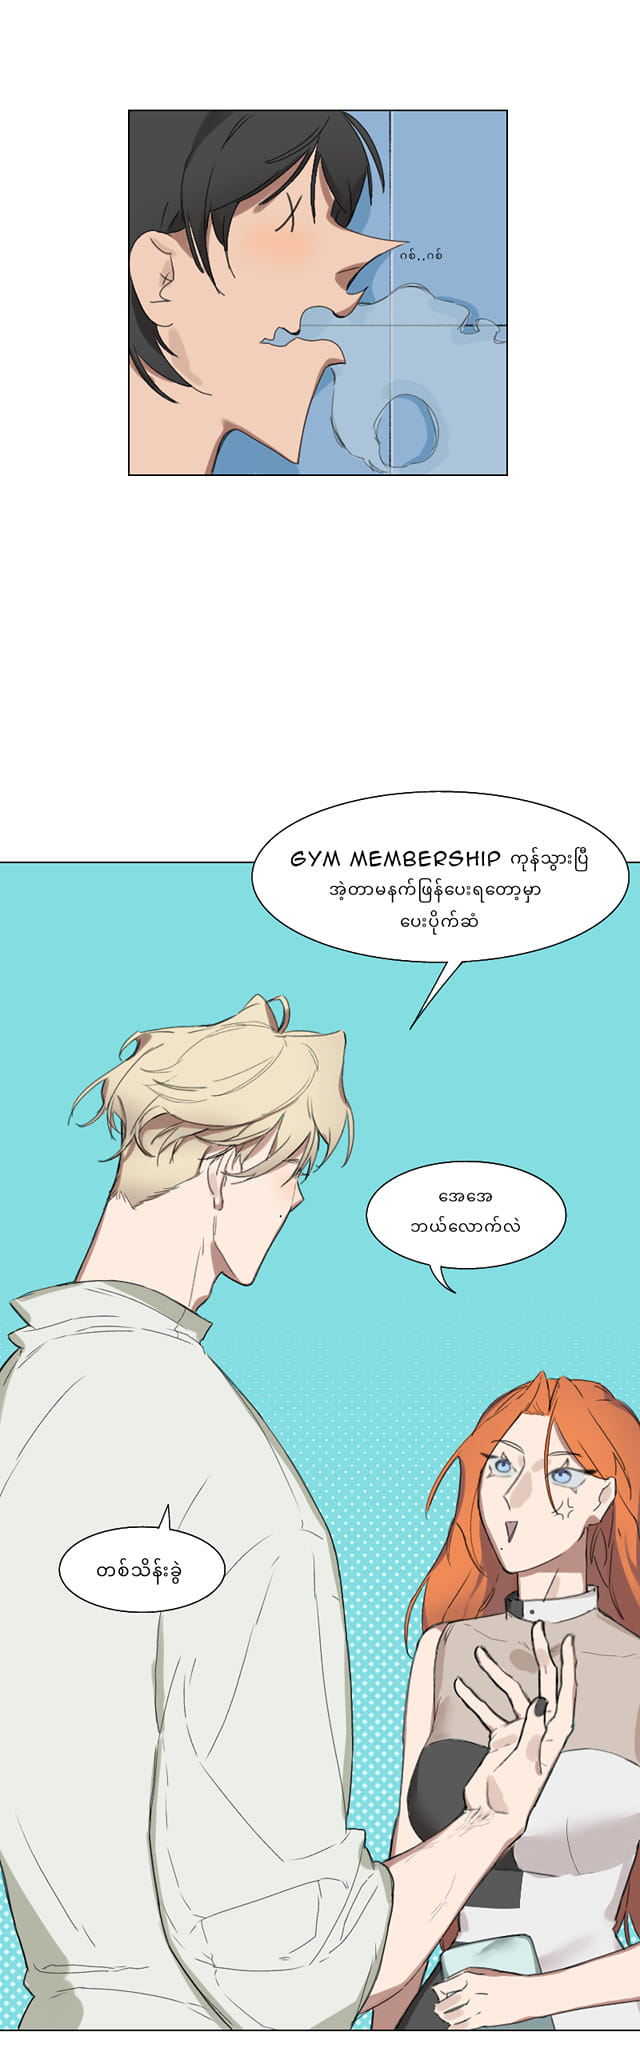 ဂစ်..ဂစ်
GYM MEMBERSHIP ကုန်သွားပြီ
အဲ့တာမနက်ဖြန်ပေးရတော့မှာ
ပေးပိုက်ဆံ
အေအေ
ဘယ်လောက်လဲ
တစ်သိန်းခွဲ